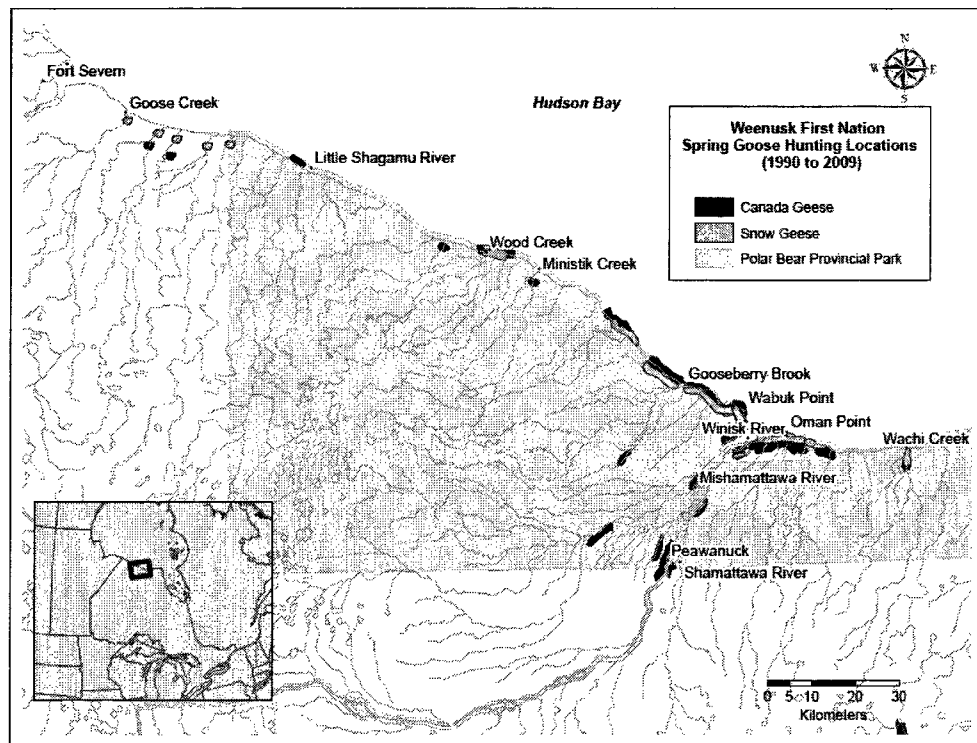 Fort Severn
Goose Creek
Hudson Bay
N
W
E
S
Weenusk First Nation
Spring Goose Hunting Locations
(1990 to 2009)
Canada Geese
Snow Geese
Polar Bear Provincial Park
Little Shagamu River
Wood Creek
Ministik Creek
Gooseberry Brook
Wabuk Point
Oman Point
Winisk River
Wachi Creek
Mishamattawa River
Peawanuck
Shamattawa River
0 5 10 20 30
Kilometers